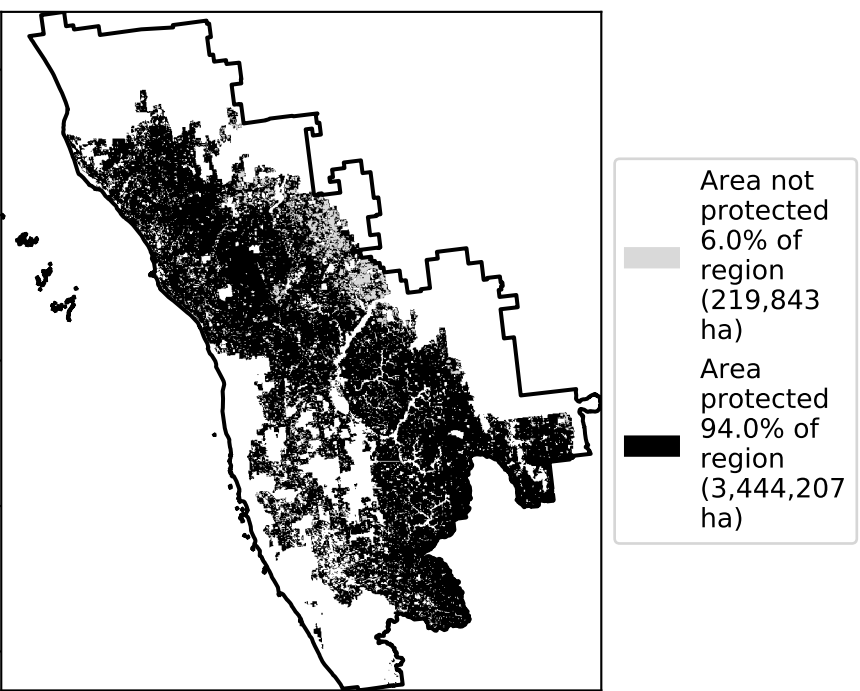 Area not
protected
6.0% of
region
(219,843
ha)
Area
protected
94.0% of
region
(3,444,207
ha)